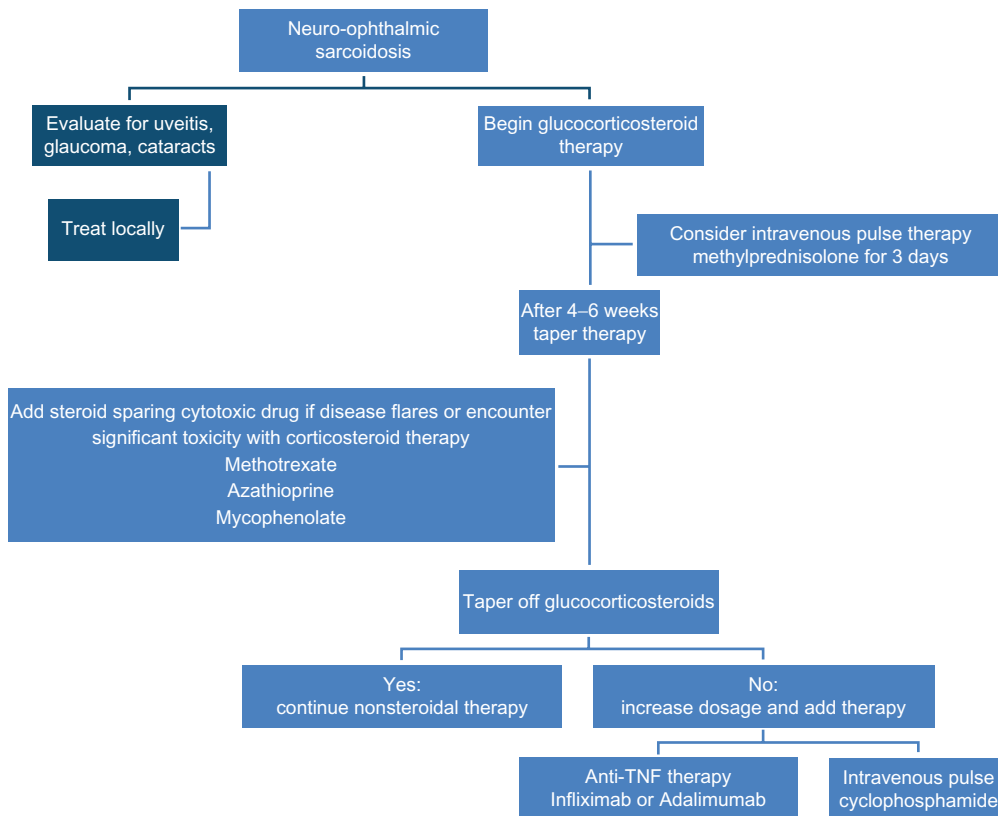 Neuro-ophthalmic
sarcoidosis
Evaluate for uveitis,
glaucoma, cataracts
Begin glucocorticosteroid
therapy
Treat locally
Consider intravenous pulse therapy
methylprednisolone for 3 days
After 4–6 weeks
taper therapy
Add steroid sparing cytotoxic drug if disease flares or encounter
significant toxicity with corticosteroid therapy
Methotrexate
Azathioprine
Mycophenolate
Taper off glucocorticosteroids
Yes:
continue nonsteroidal therapy
No:
increase dosage and add therapy
Anti-TNF therapy
Infliximab or Adalimumab
Intravenous pulse
cyclophosphamide